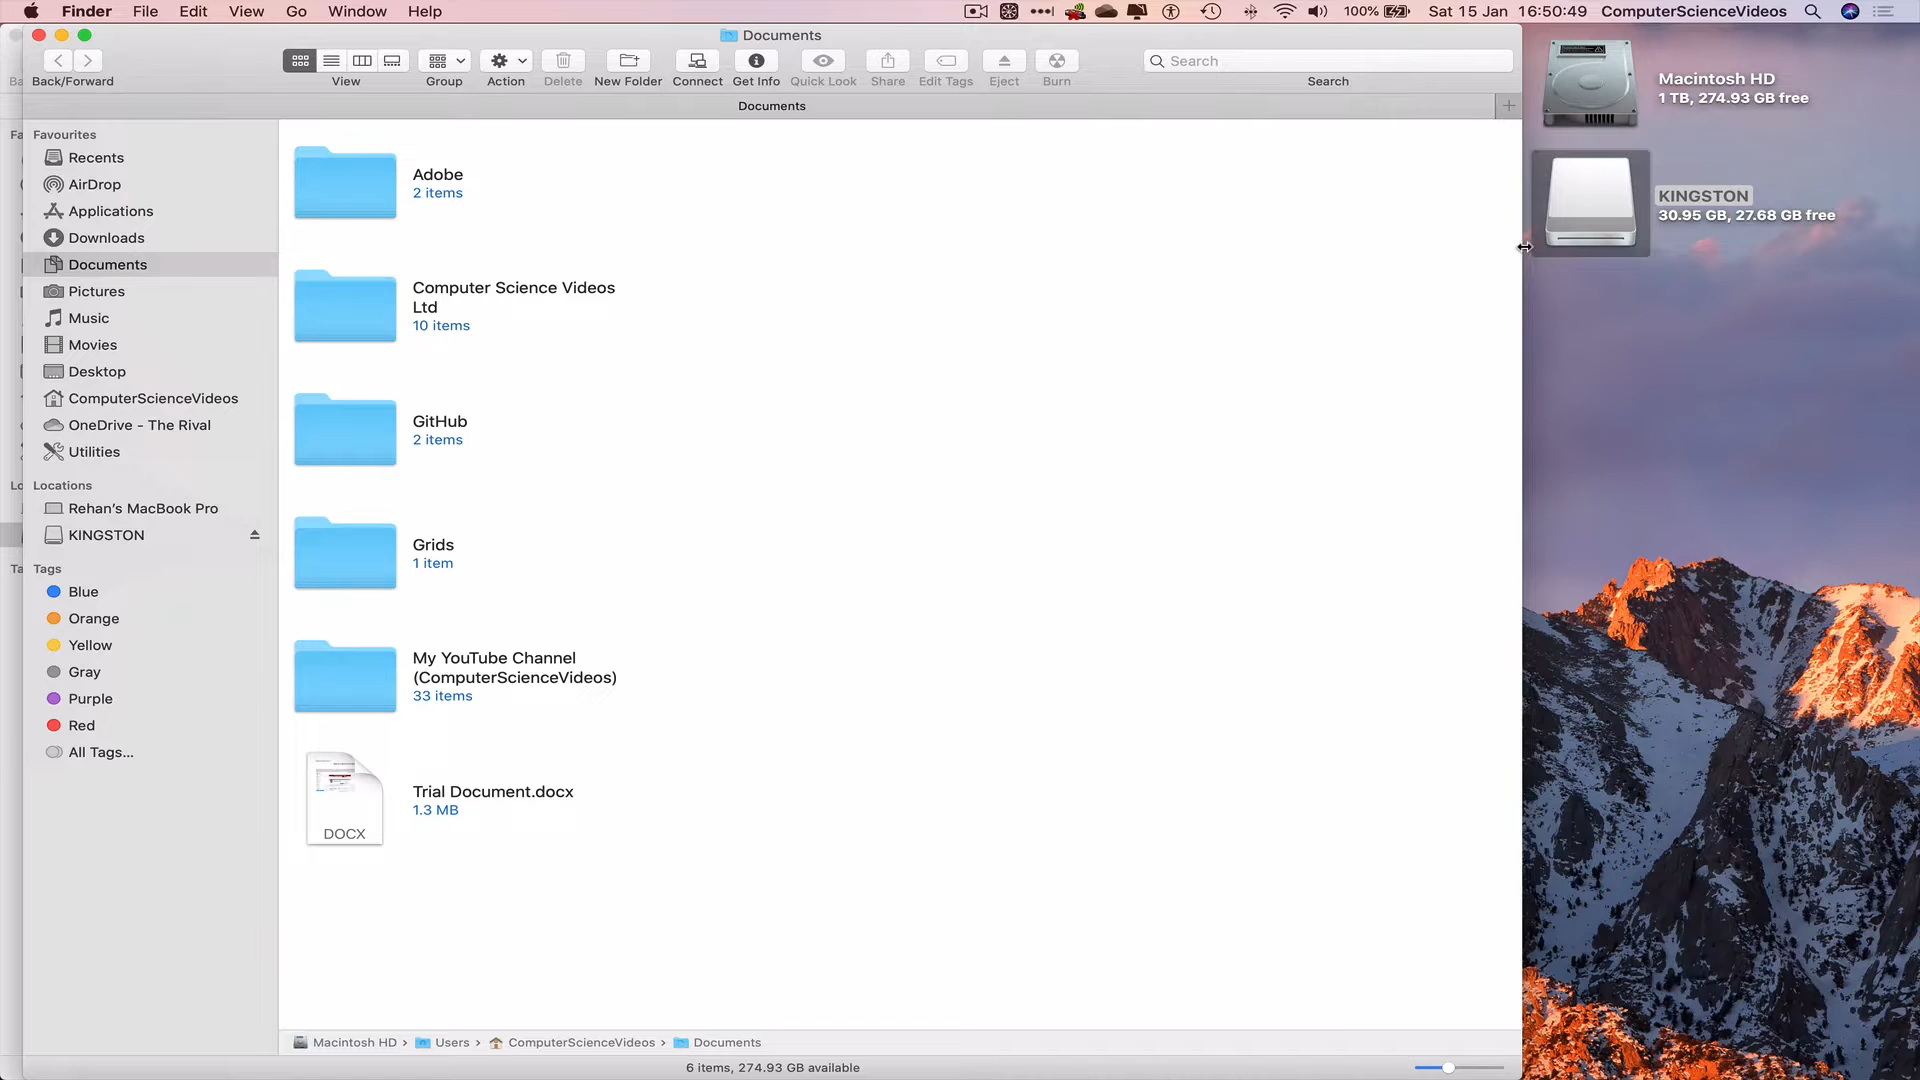 Finder File Edit View Go Window Help
100% Sat 15 Jan 16:50:49 ComputerScienceVideos
Documents
Search
Back/Forward View Group Action Delete New Folder Connect Get Info Quick Look Share Edit Tags Eject Burn Search
Documents
Favourites
Recents
AirDrop
Applications
Downloads
Documents
Pictures
Music
Movies
Desktop
ComputerScienceVideos
OneDrive - The Rival
Utilities
Locations
Rehan's MacBook Pro
KINGSTON
Tags
Blue
Orange
Yellow
Gray
Purple
Red
All Tags...
Adobe
2 items
Computer Science Videos
Ltd
10 items
GitHub
2 items
Grids
1 item
My YouTube Channel
(ComputerScienceVideos)
33 items
DOCX
Trial Document.docx
1.3 MB
Macintosh HD › Users › ComputerScienceVideos › Documents
6 items, 274.93 GB available
Macintosh HD
1 TB, 274.93 GB free
KINGSTON
30.95 GB, 27.68 GB free
Ba
Fa
Lo
Ta